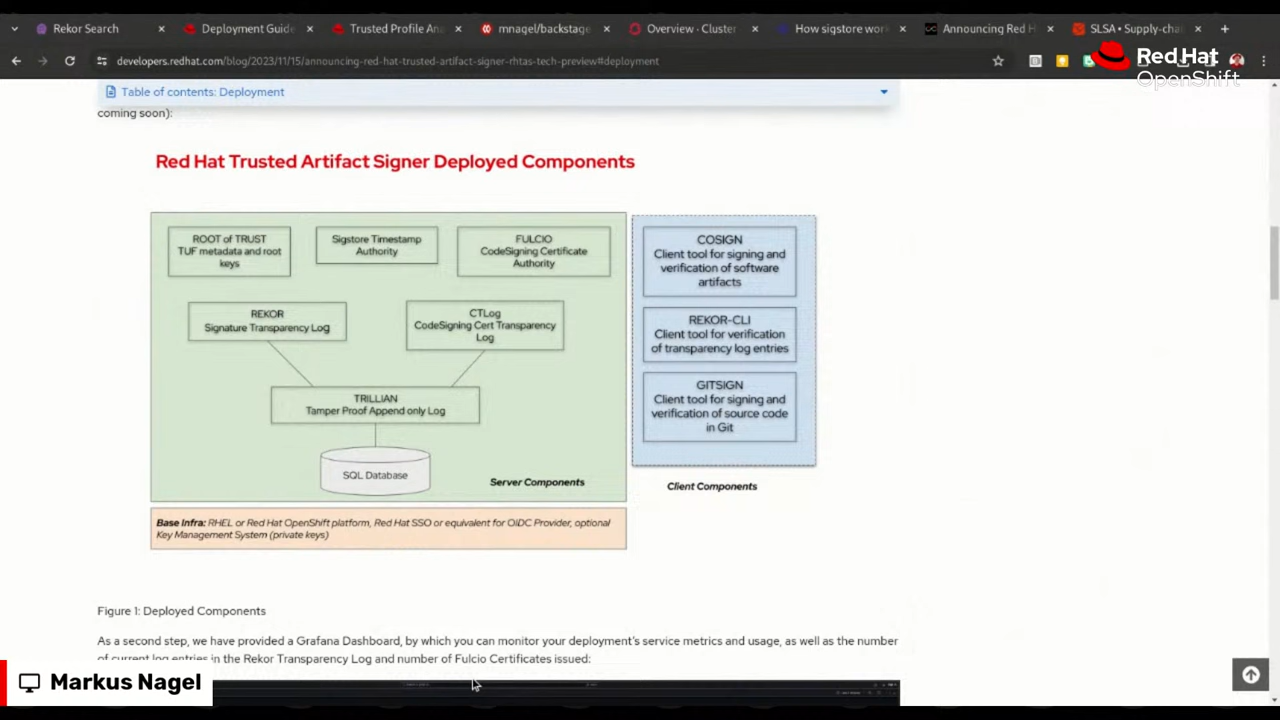 Rekor Search
Deployment Guide
Trusted Profile An
mnagel/backstage
Overview · Cluster
How sigstore wor
Announcing Red H
SLSA • Supply-cha
developers.redhat.com/blog/2023/11/15/announcing-red-hat-trusted-artifact-signer-rhtas-tech-preview#deployment
Red Hat
OpenShift
Table of contents: Deployment
coming soon):
Red Hat Trusted Artifact Signer Deployed Components
ROOT of TRUST
TUF metadata and root
keys
Sigstore Timestamp
Authority
FULCIO
CodeSigning Certificate
Authority
REKOR
Signature Transparency Log
CTLog
CodeSigning Cert Transparency
Log
TRILLIAN
Tamper Proof Append only Log
SQL Database
Server Components
COSIGN
Client tool for signing and
verification of software
artifacts
REKOR-CLI
Client tool for verification
of transparency log entries
GITSIGN
Client tool for signing and
verification of source code
in Git
Client Components
Base Infra: RHEL or Red Hat OpenShift platform, Red Hat SSO or equivalent for OIDC Provider, optional
Key Management System (private keys)
Figure 1: Deployed Components
As a second step, we have provided a Grafana Dashboard, by which you can monitor your deployment's service metrics and usage, as well as the number
of current log entries in the Rekor Transparency Log and number of Fulcio Certificates issued:
Markus Nagel